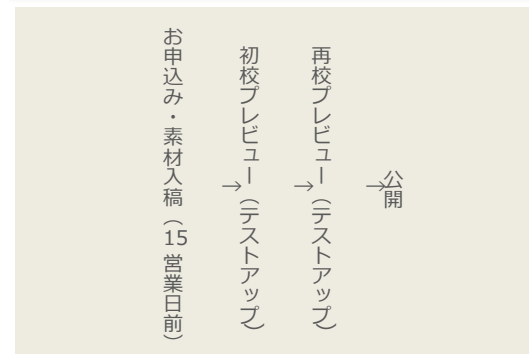 お申込み・素材入稿（15営業日前）
→
初校プレビュー（テストアップ）
→
再校プレビュー（テストアップ）
→
公開